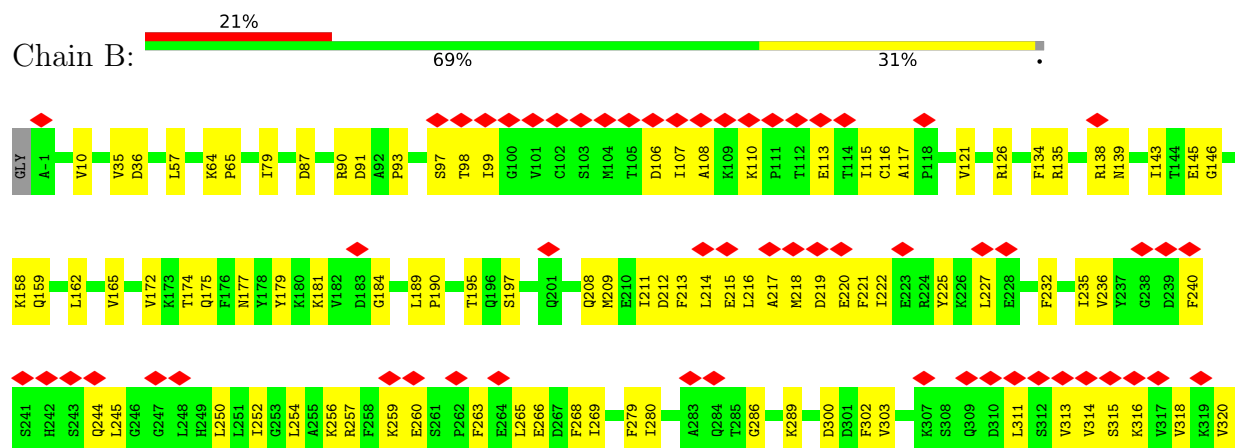 21%
Chain B:
69% 31% •
GLY A-1 V10 V35 D36 L57 K64 P65 I79 D87 R90 D91 A92 P93 S97 T98 I99 G100 V101 C102 S103 M104 T105 D106 I107 A108 K109 K110 P111 T112 E113 T114 I115 C116 A117 P118 V121 R126 F134 R135 R138 N139 I143 T144 E145 G146
K158 Q159 L162 V165 V172 K173 T174 Q175 F176 N177 Y178 Y179 K180 K181 V182 D183 G184 L189 P190 T195 Q196 S197 Q201 Q208 M209 E210 I211 D212 F213 L214 E215 L216 A217 M218 D219 E220 F221 I222 E223 R224 Y225 K226 L227 E228 F232 I235 V236 Y237 G238 D239 F240
S241 H242 S243 Q244 L245 G246 G247 L248 H249 L250 L251 I252 G253 L254 A255 K256 R257 F258 K259 E260 S261 P262 F263 E264 L265 E266 D267 F268 I269 F279 I280 A283 Q284 T285 G286 K289 D300 D301 F302 V303 K307 S308 Q309 D310 L311 S312 V313 V314 S315 K316 V317 V318 K319 V320